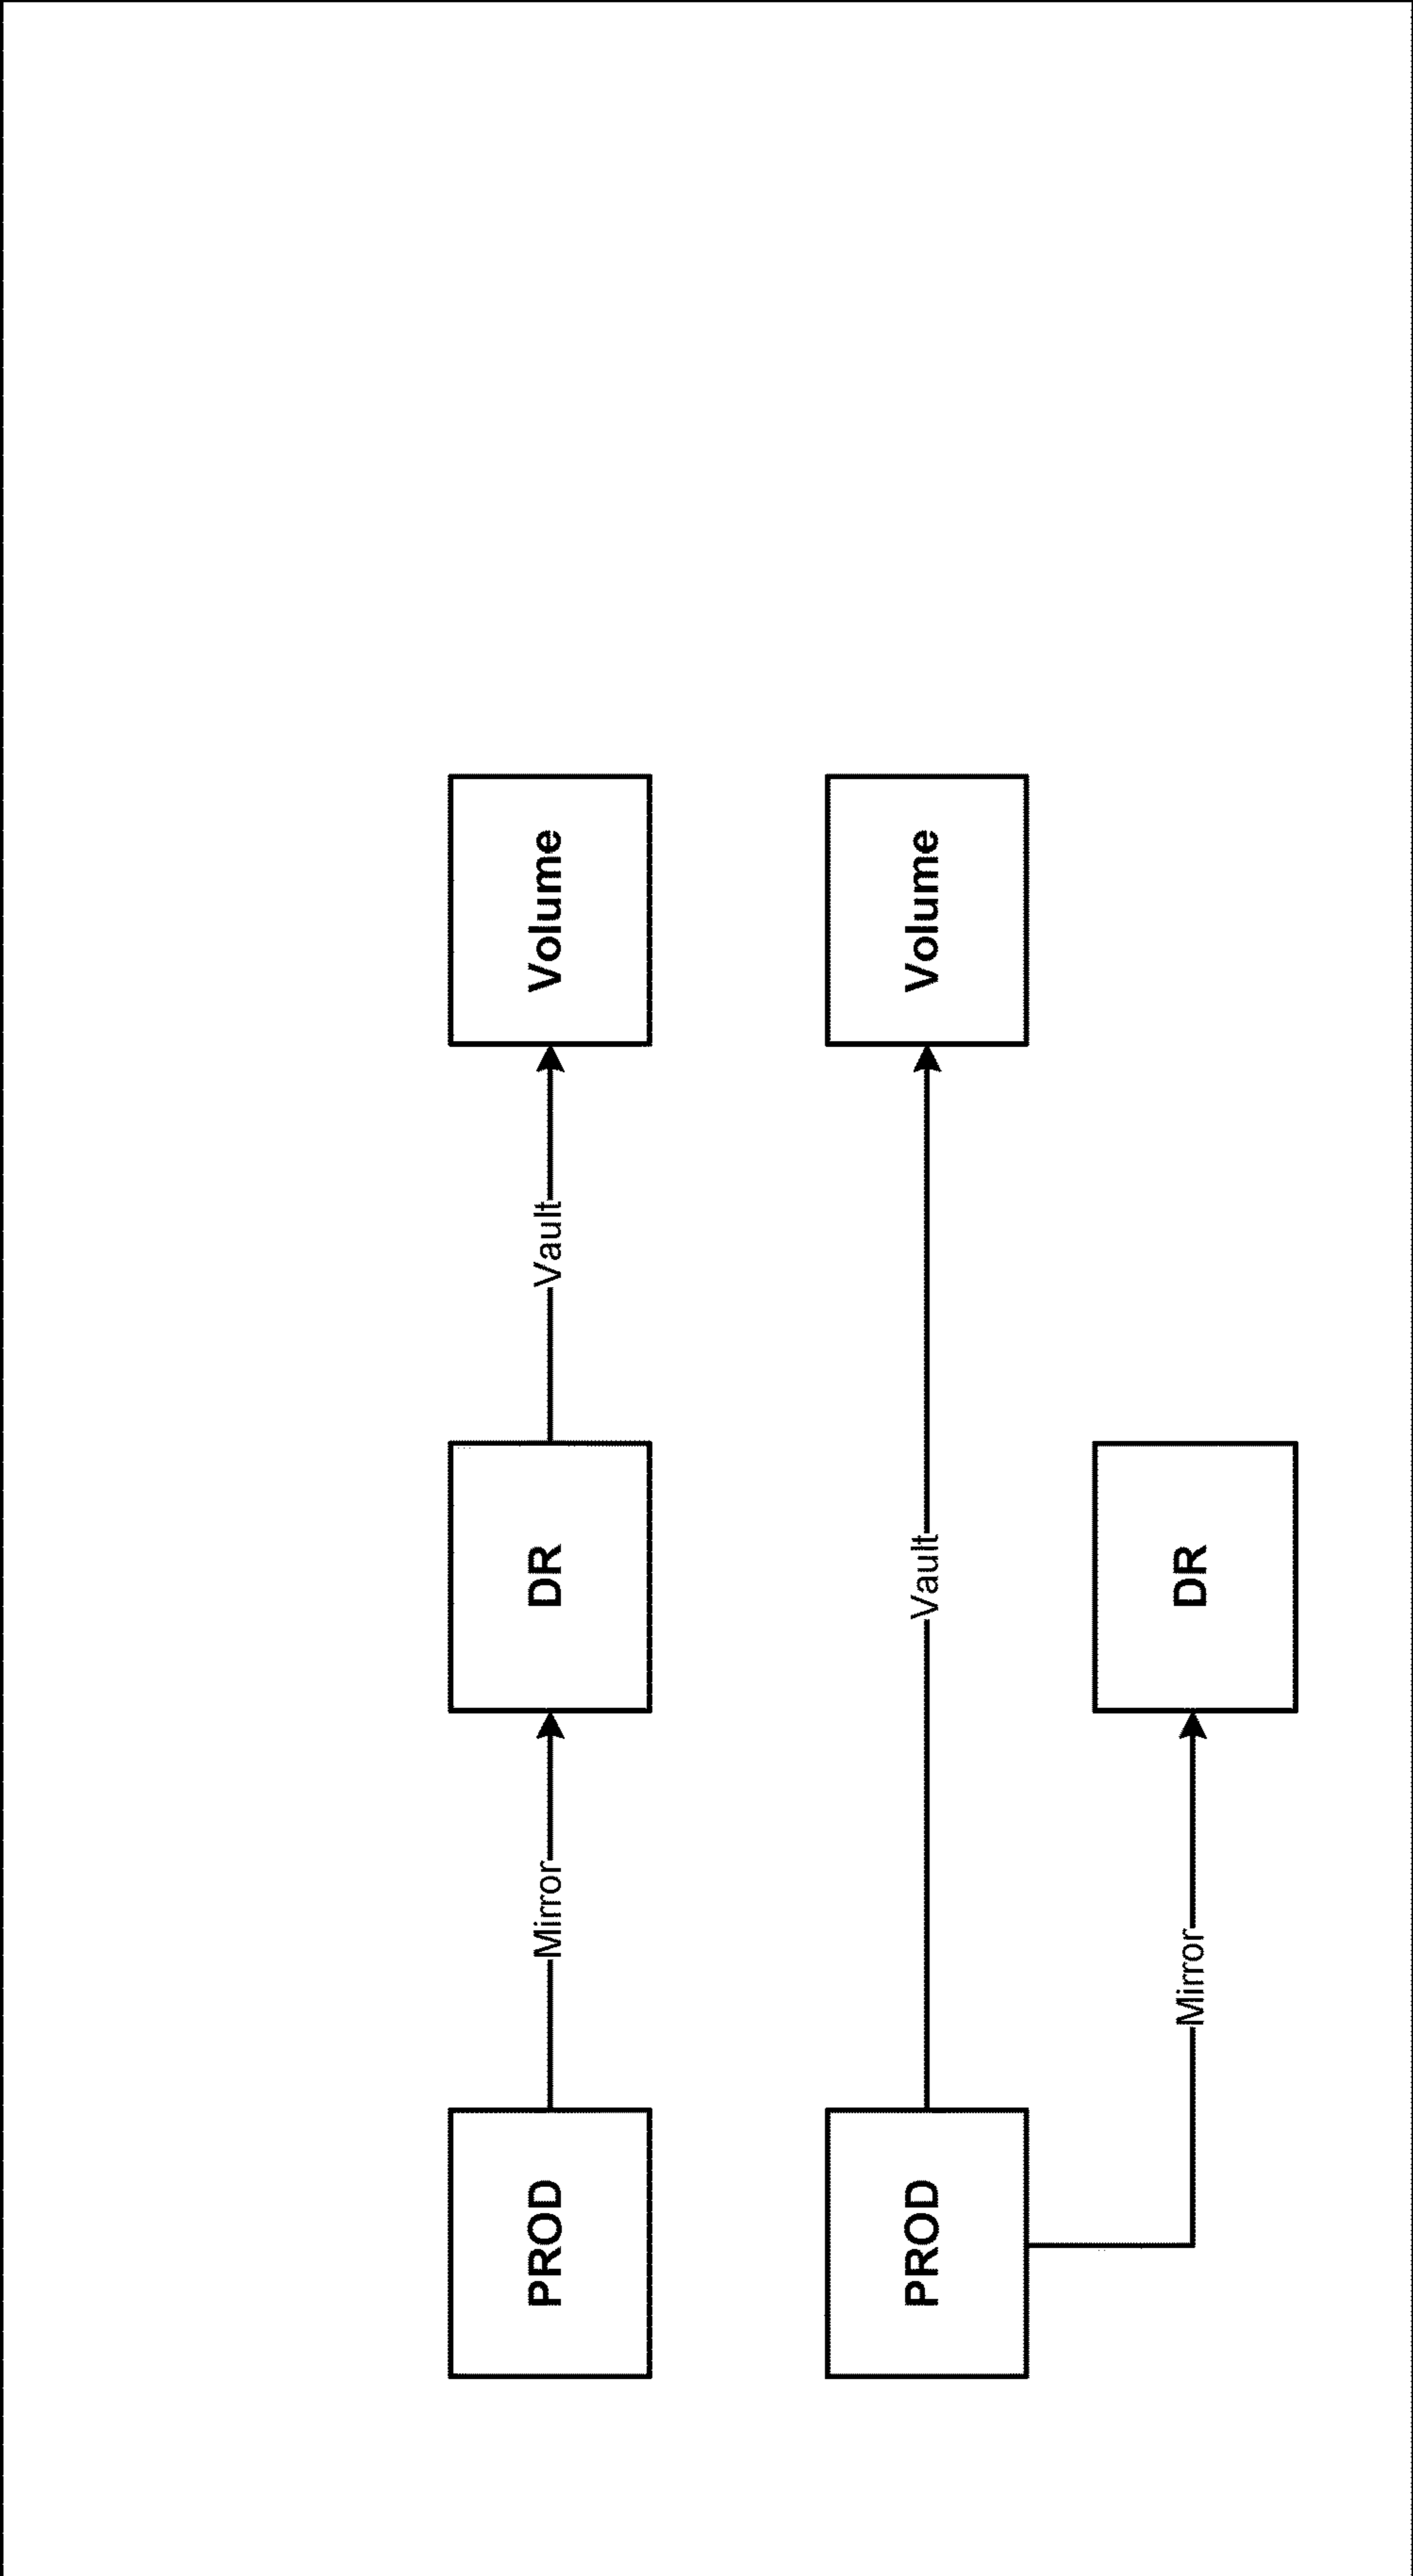 PROD
Mirror
DR
Vault
Volume
PROD
Vault
Volume
Mirror
DR